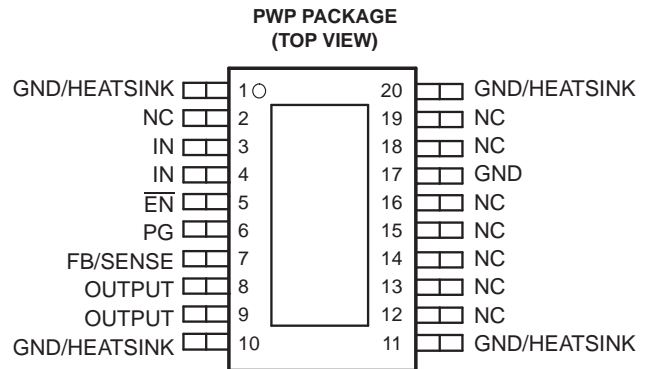 PWP PACKAGE
(TOP VIEW)
GND/HEATSINK 1 20 GND/HEATSINK
NC 2 19 NC
IN 3 18 NC
IN 4 17 GND
EN 5 16 NC
PG 6 15 NC
FB/SENSE 7 14 NC
OUTPUT 8 13 NC
OUTPUT 9 12 NC
GND/HEATSINK 10 11 GND/HEATSINK